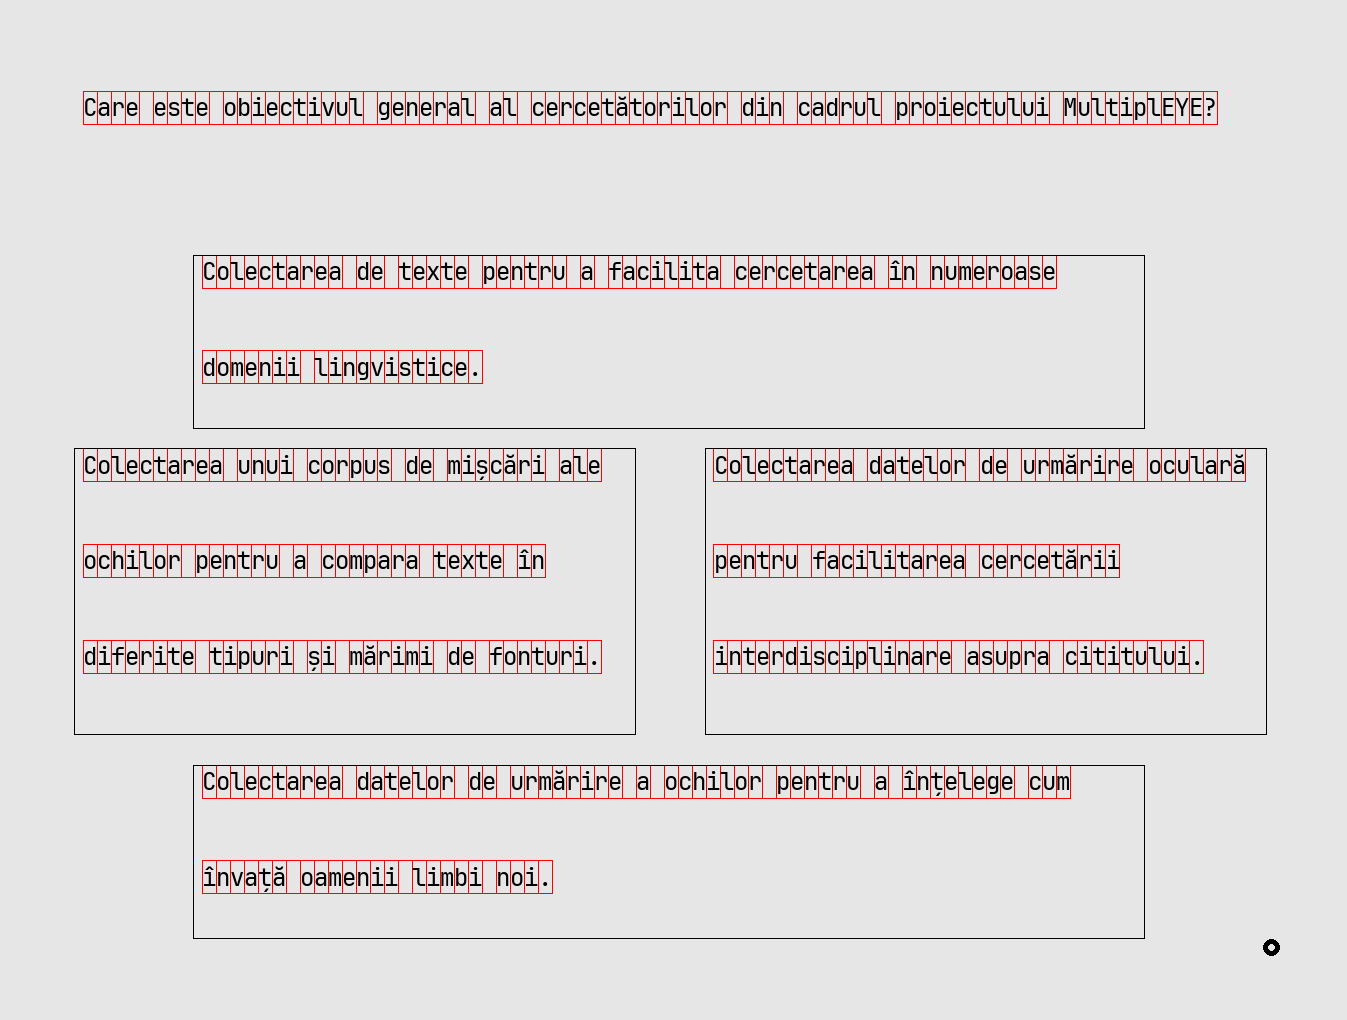 Care este obiectivul general al cercetătorilor din cadrul proiectului MultiplEYE?
Colectarea de texte pentru a facilita cercetarea în numeroase
domenii lingvistice.
Colectarea unui corpus de mișcări ale
ochilor pentru a compara texte în
diferite tipuri și mărimi de fonturi.
Colectarea datelor de urmărire oculară
pentru facilitarea cercetării
interdisciplinare asupra cititului.
Colectarea datelor de urmărire a ochilor pentru a înțelege cum
învață oamenii limbi noi.